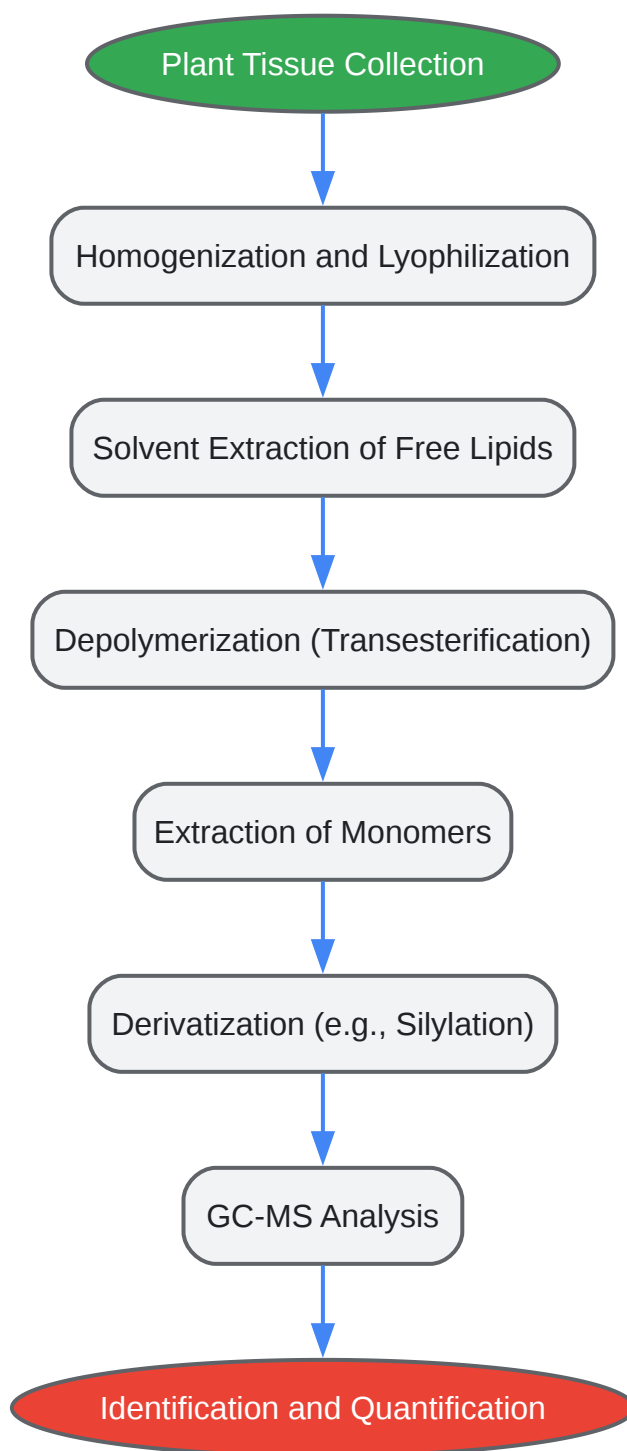 Plant Tissue Collection
Homogenization and Lyophilization
Solvent Extraction of Free Lipids
Depolymerization (Transesterification)
Extraction of Monomers
Derivatization (e.g., Silylation)
GC-MS Analysis
Identification and Quantification